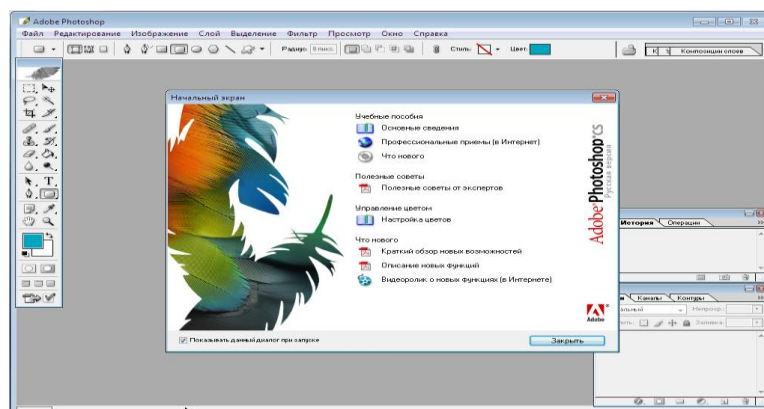 Adobe Photoshop
Файл Редактирование Изображение Слой Выделение Фильтр Просмотр Окно Справка
Радиус: Стиль: Цвет: Композиции слоев
Начальный экран
Учебные пособия
Основные сведения
Профессиональные приемы (в Интернет)
Что нового
Полезные советы
Полезные советы от экспертов
Управление цветом
Настройка цветов
Что нового
Краткий обзор новых возможностей
Описание новых функций
Видеоролик о новых функциях (в Интернете)
Adobe Photoshop CS
Русская версия
Adobe
Показывать данный диалог при запуске
Закрыть
История Операции
Каналы Контуры
Непрозр.:
Заливка: